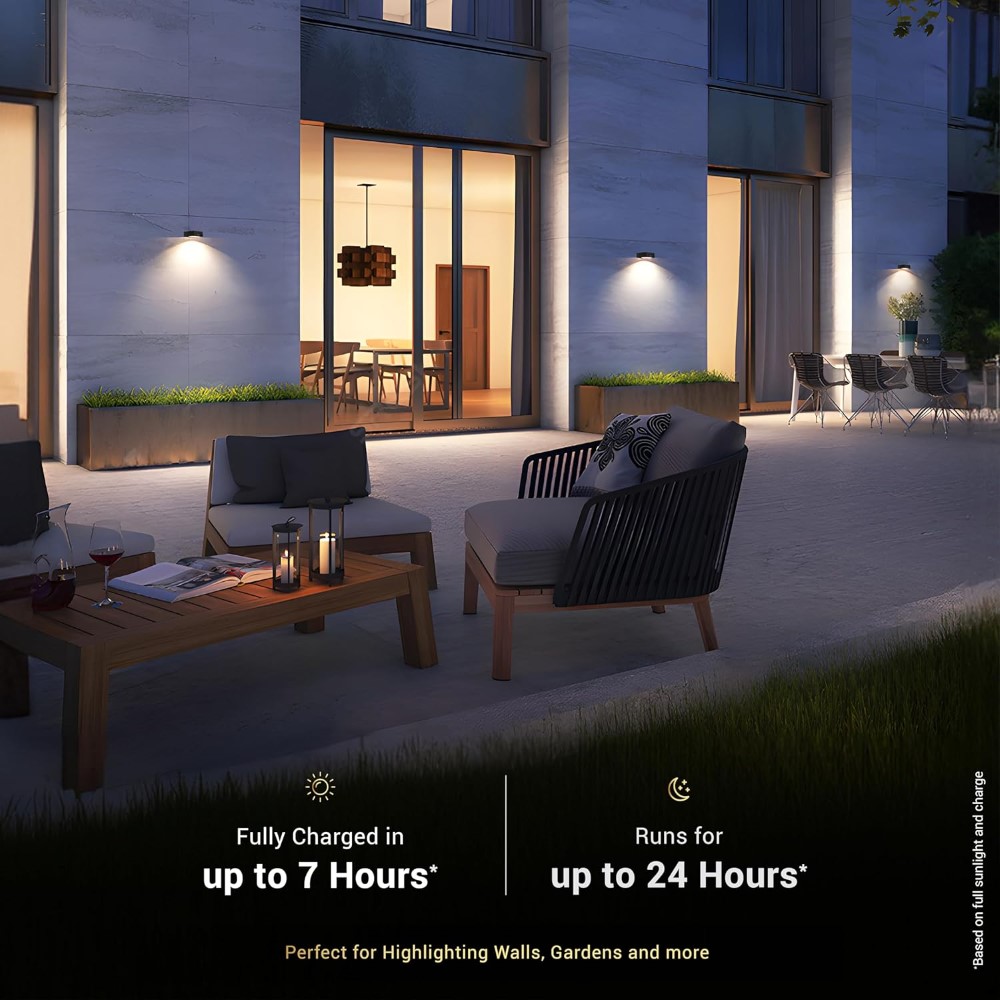 Fully Charged in
up to 7 Hours*
Runs for
up to 24 Hours*
Perfect for Highlighting Walls, Gardens and more
*Based on full sunlight and charge